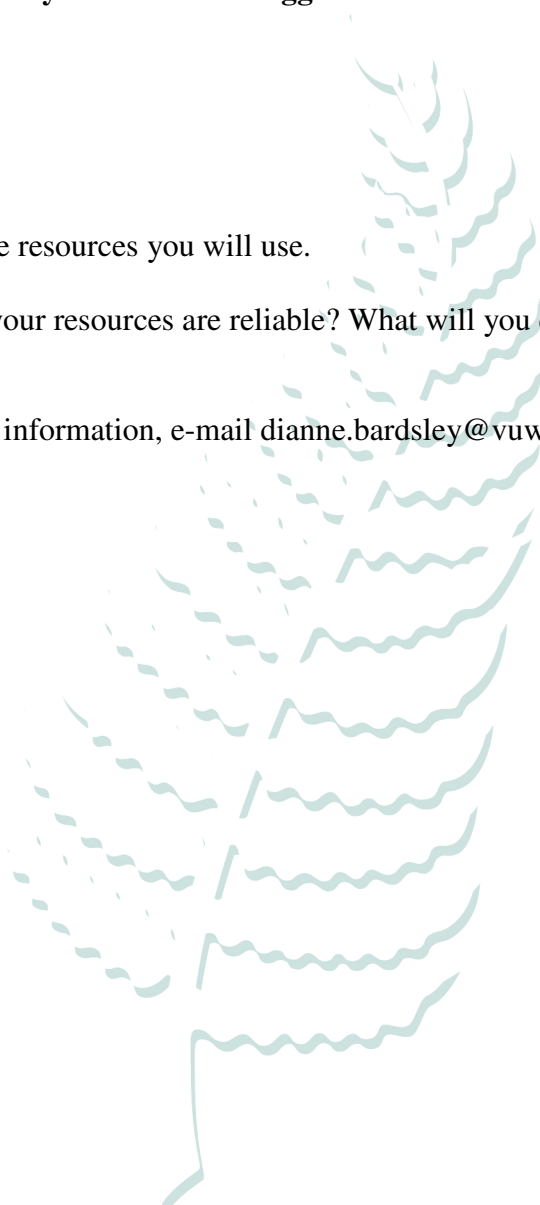 resources you will use.
your resources are reliable? What will you
information, e-mail dianne.bardsley@vuw